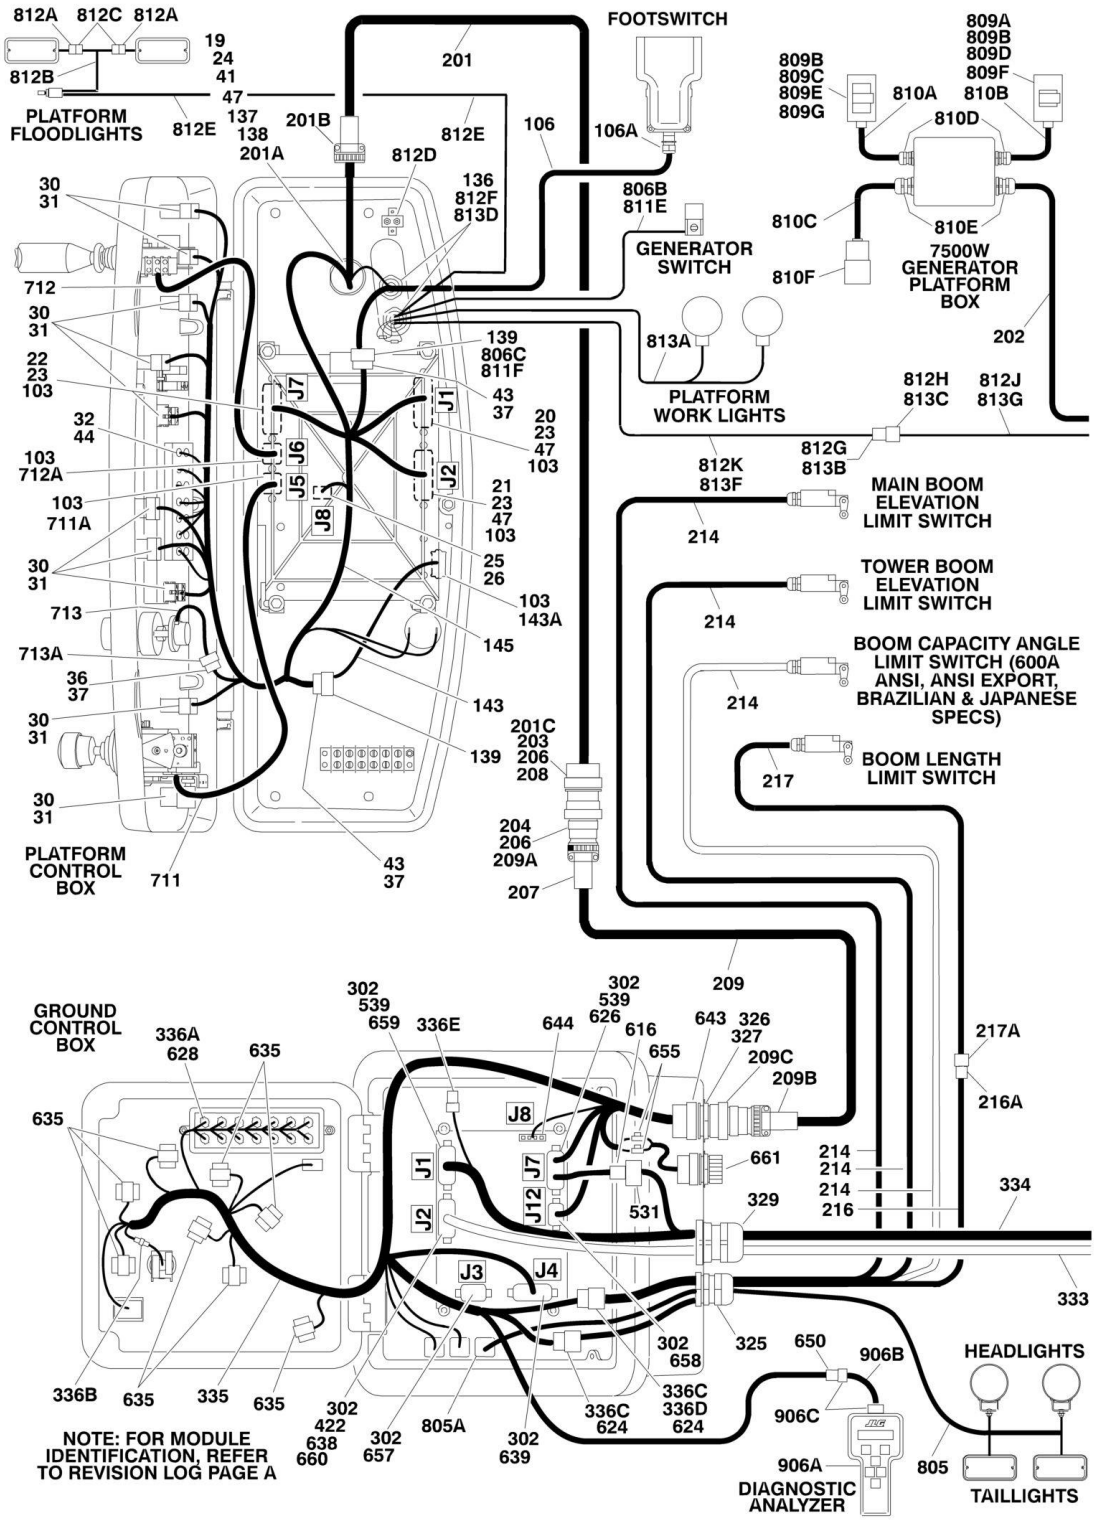 812A 812C 812A
812B
PLATFORM
FLOODLIGHTS
812E
19
24
41
47
137
138
201A
201B
201
812E
812D
136
812F
813D
FOOTSWITCH
106
106A
806B
811E
GENERATOR
SWITCH
809B
809C
809E
809G
810A
809A
809B
809D
809F
810B
810D
810C
810E
810F
7500W
GENERATOR
PLATFORM
BOX
202
30
31
712
30
31
22
23
103
32
44
103
712A
103
711A
30
31
713
713A
36
37
30
31
30
31
PLATFORM
CONTROL
BOX
711
J7
J6
J5
J8
J1
J2
139
806C
811F
43
37
20
23
47
103
21
23
47
103
25
26
103
143A
145
143
139
43
37
813A
PLATFORM
WORK LIGHTS
812H
813C
812J
813G
812G
813B
812K
813F
214
MAIN BOOM
ELEVATION
LIMIT SWITCH
214
TOWER BOOM
ELEVATION
LIMIT SWITCH
214
BOOM CAPACITY ANGLE
LIMIT SWITCH (600A
ANSI, ANSI EXPORT,
BRAZILIAN & JAPANESE
SPECS)
217
BOOM LENGTH
LIMIT SWITCH
201C
203
206
208
204
206
209A
207
209
217A
216A
GROUND
CONTROL
BOX
336A
628
635
635
302
539
659
336E
644
302
539
626
616
655
643
326
327
209C
209B
J8
J7
J1
J2
J12
J3
J4
661
531
329
214
214
214
216
334
333
325
302
658
336C
336D
624
336C
624
302
639
805A
302
657
302
422
638
660
635
335
635
336B
NOTE: FOR MODULE
IDENTIFICATION, REFER
TO REVISION LOG PAGE A
650
906B
906C
906A
JLG
DIAGNOSTIC
ANALYZER
805
HEADLIGHTS
TAILLIGHTS